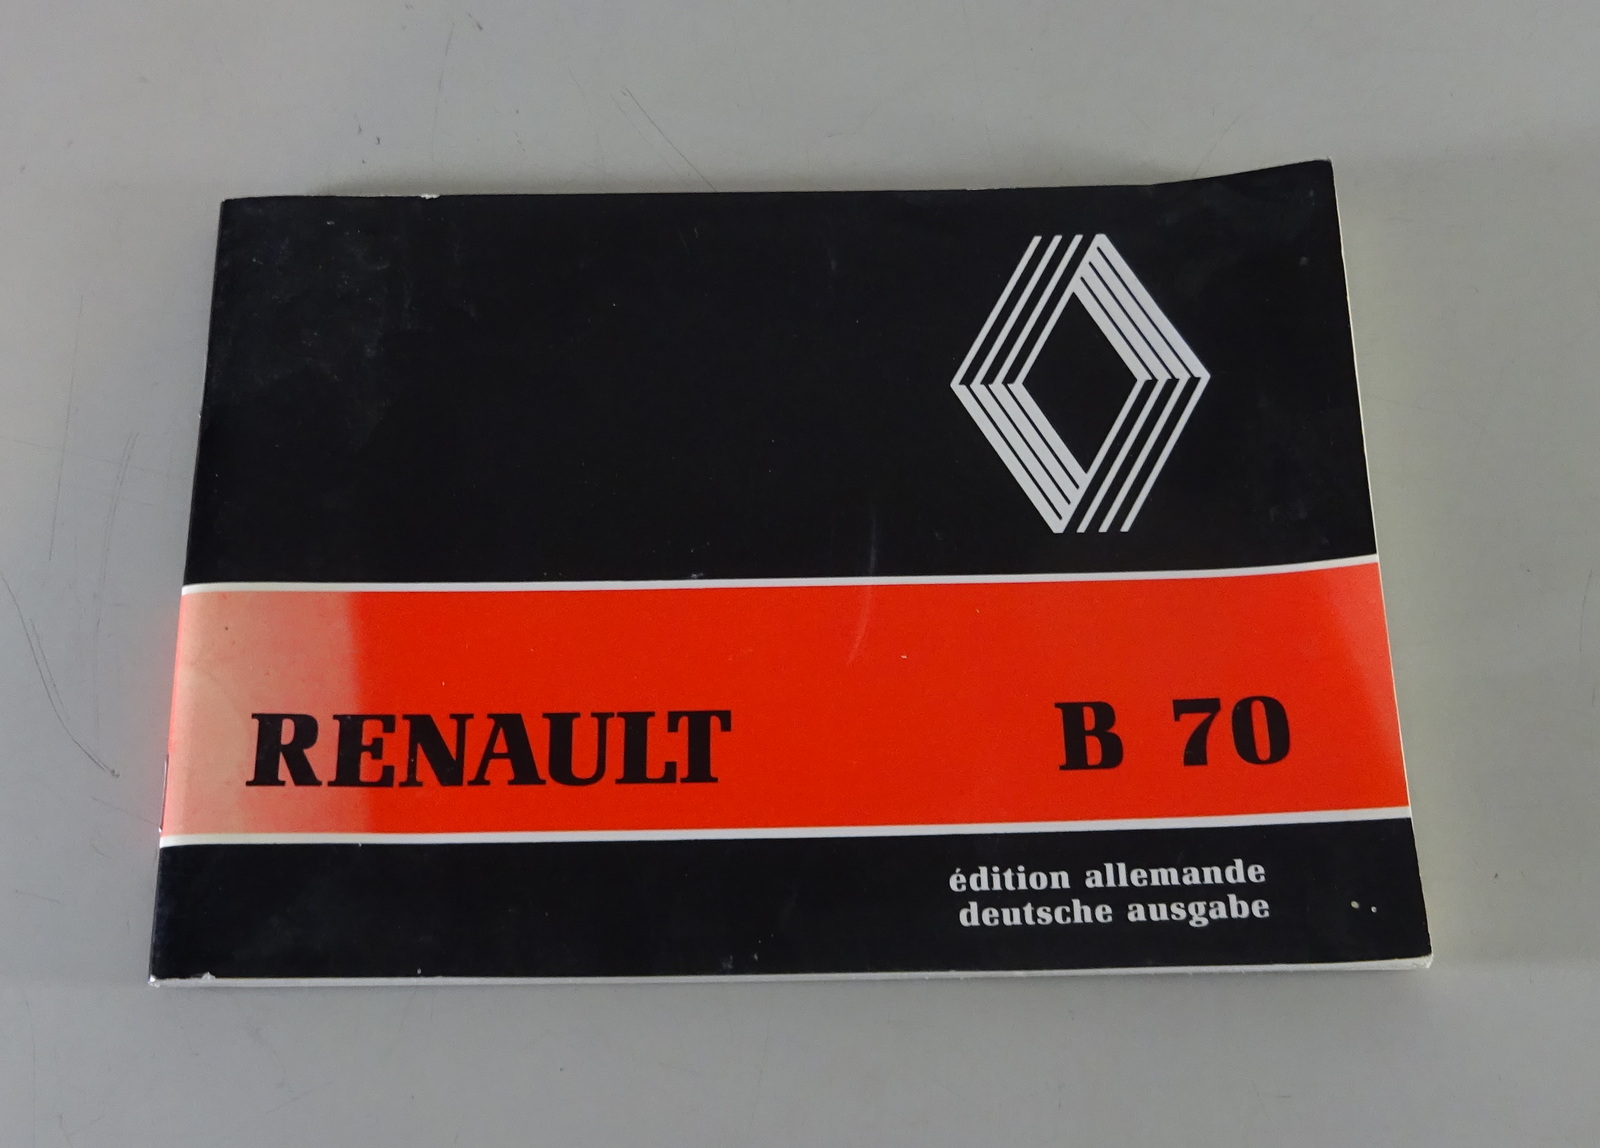 RENAULT B 70
édition allemande
deutsche ausgabe